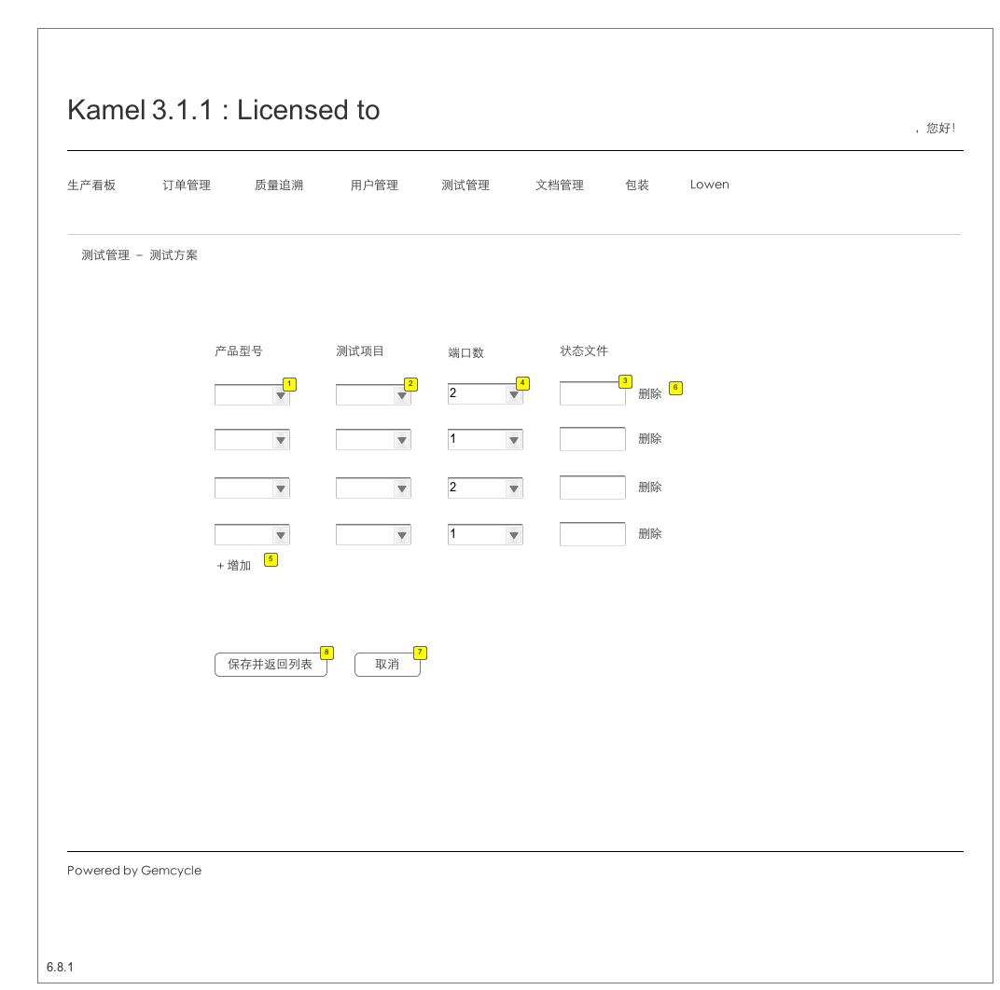 Kamel 3.1.1 : Licensed to
，您好!
生产看板 订单管理 质量追溯 用户管理 测试管理 文档管理 包装 Lowen
测试管理 – 测试方案
产品型号 测试项目 端口数 状态文件
1 2 4 3
2 删除 6
1 删除
2 删除
1 删除
+ 增加 5
保存并返回列表 8 取消 7
Powered by Gemcycle
6.8.1